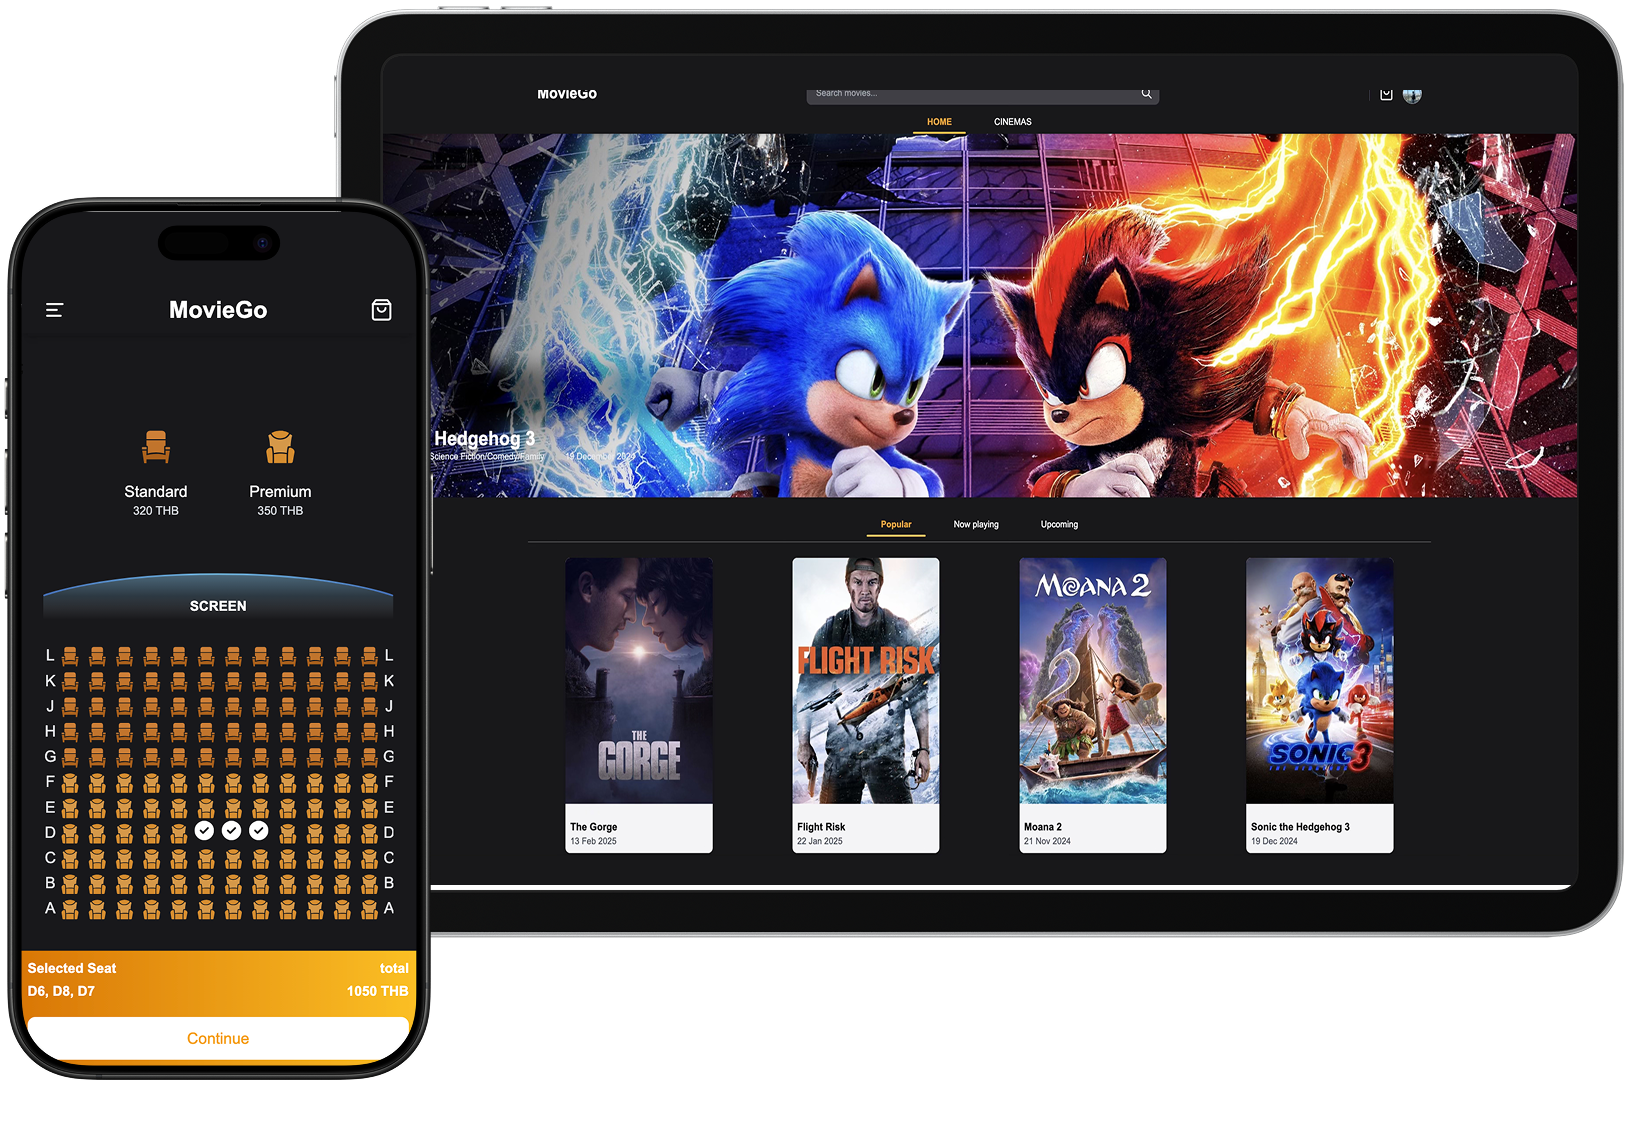 MovieGo
Search movies...
HOME
CINEMAS
Hedgehog 3
Science Fiction/Comedy/Family
19 December 2024
Popular
Now playing
Upcoming
THE
GORGE
The Gorge
13 Feb 2025
FLIGHT RISK
Flight Risk
22 Jan 2025
MOANA 2
Moana 2
21 Nov 2024
SONIC 3
THE HEDGEHOG
Sonic the Hedgehog 3
19 Dec 2024
MovieGo
Standard
320 THB
Premium
350 THB
SCREEN
L L
K K
J J
H H
G G
F F
E E
D D
C C
B B
A A
Selected Seat total
D6, D8, D7 1050 THB
Continue